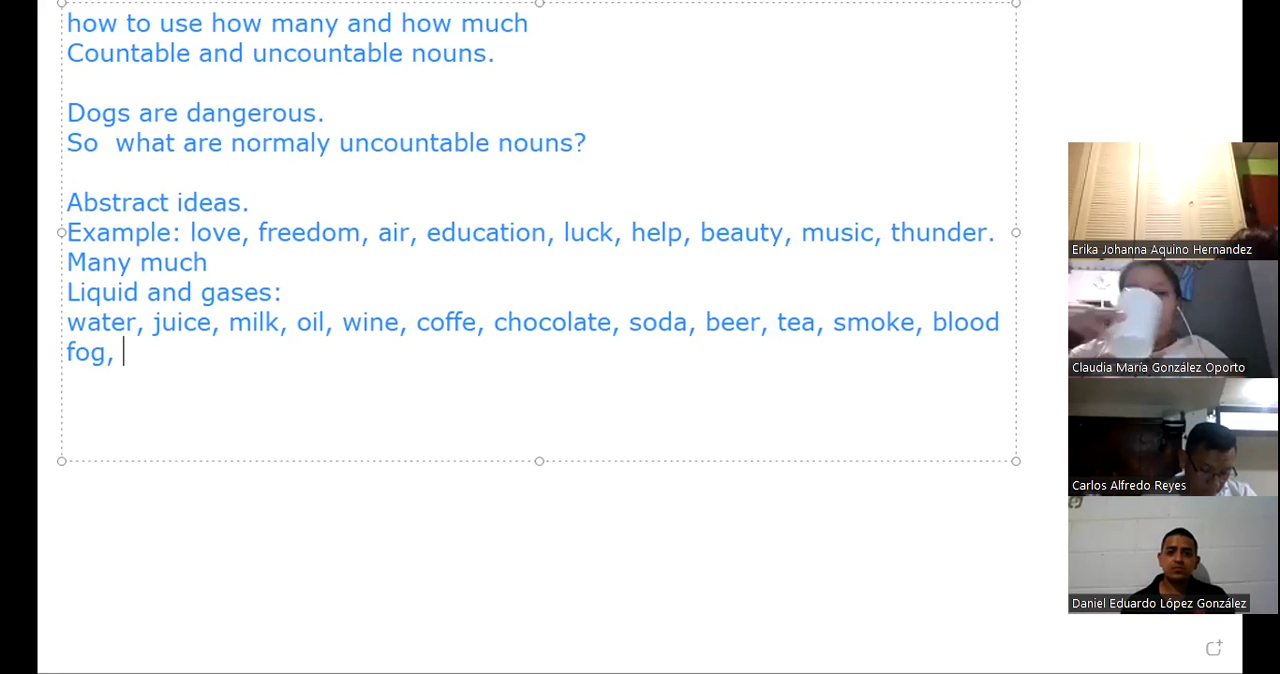 how to use how many and how much
Countable and uncountable nouns.
Dogs are dangerous.
So  what are normaly uncountable nouns?
Abstract ideas.
Example: love, freedom, air, education, luck, help, beauty, music, thunder.
Many much
Liquid and gases:
water, juice, milk, oil, wine, coffe, chocolate, soda, beer, tea, smoke, blood
fog,
Erika Johanna Aquino Hernandez
Claudia María González Oporto
Carlos Alfredo Reyes
Daniel Eduardo López González